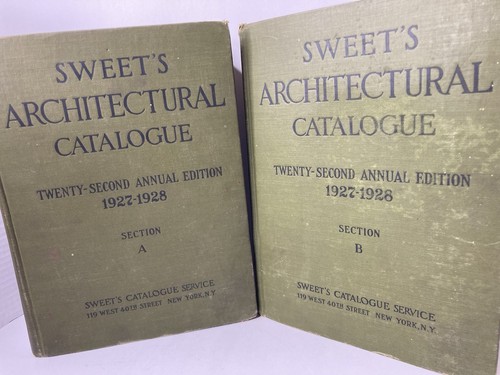 SWEET'S
ARCHITECTURAL
CATALOGUE
TWENTY-SECOND ANNUAL EDITION
1927-1928
SECTION
A
SWEET'S CATALOGUE SERVICE
119 WEST 40TH STREET NEW YORK, N.Y.
SWEET'S
ARCHITECTURAL
CATALOGUE
TWENTY-SECOND ANNUAL EDITION
1927-1928
SECTION
B
SWEET'S CATALOGUE SERVICE
119 WEST 40TH STREET NEW YORK, N.Y.